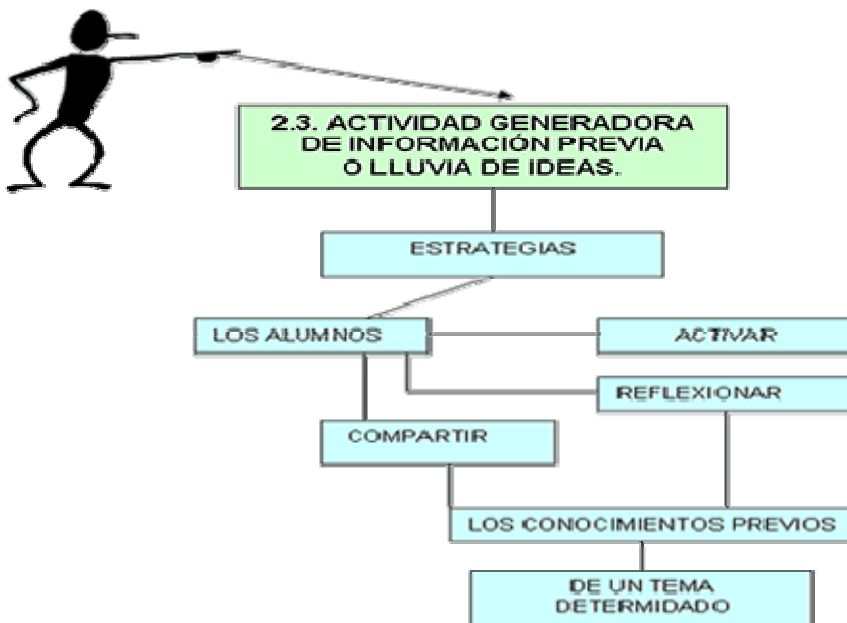 2.3. ACTIVIDAD GENERADORA
DE INFORMACIÓN PREVIA
O LLUVIA DE IDEAS.
ESTRATEGIAS
LOS ALUMNOS
ACTIVAR
REFLEXIONAR
COMPARTIR
LOS CONOCIMIENTOS PREVIOS
DE UN TEMA
DETERMIDADO